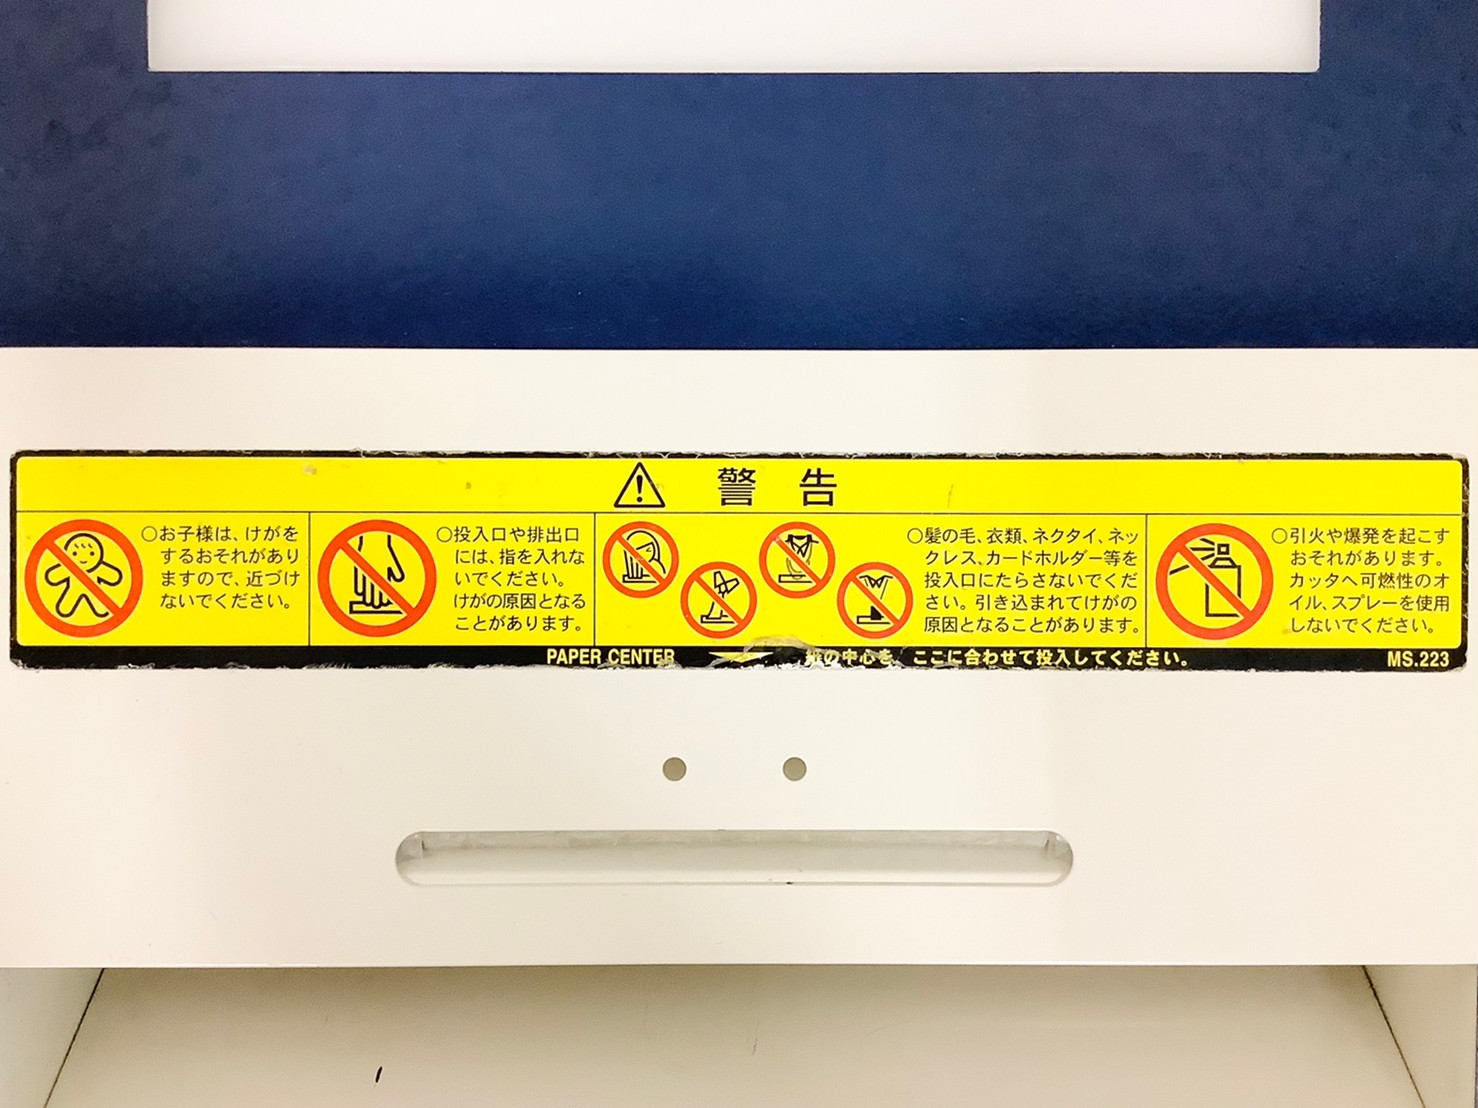 警告
○お子様は、けがを
するおそれがあり
ますので、近づけ
ないでください。
○投入口や排出口
には、指を入れな
いでください。
けがの原因となる
ことがあります。
○髪の毛、衣類、ネクタイ、ネッ
クレス、カードホルダー等を
投入口にたらさないでくだ
さい。引き込まれてけがの
原因となることがあります。
○引火や爆発を起こす
おそれがあります。
カッタへ可燃性のオ
イル、スプレーを使用
しないでください。
PAPER CENTER 紙の中心を、ここに合わせて投入してください。
MS.223